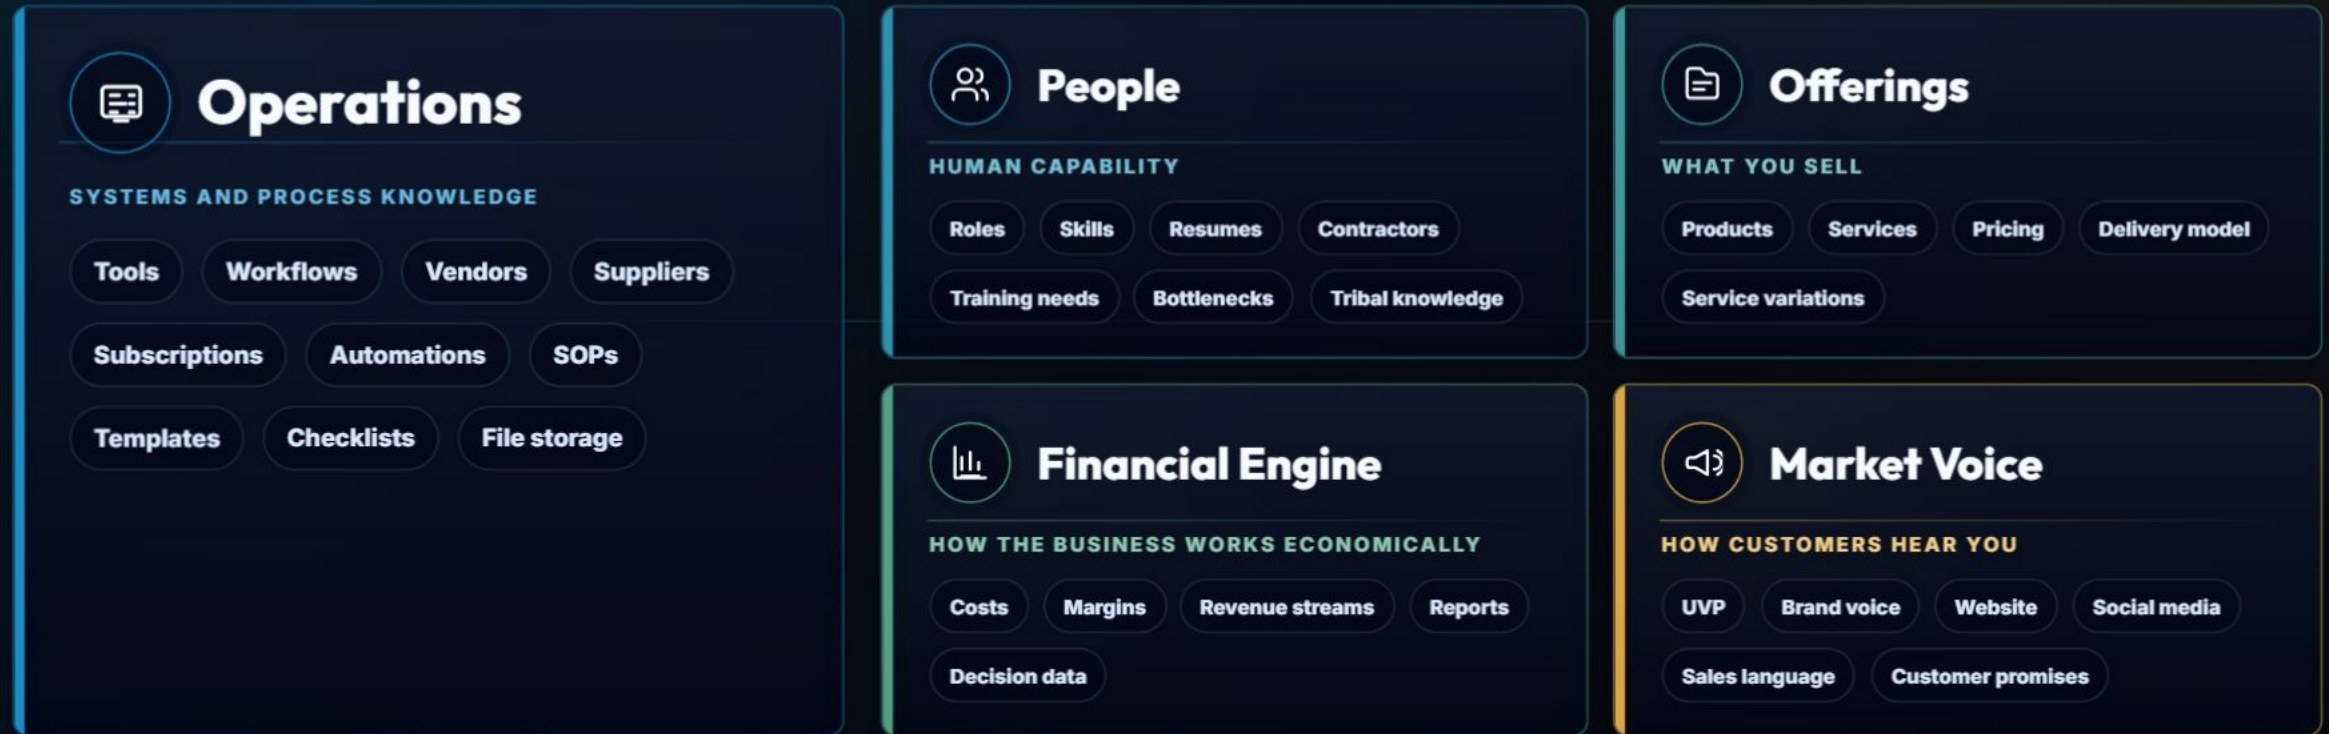 Operations
SYSTEMS AND PROCESS KNOWLEDGE
Tools Workflows Vendors Suppliers
Subscriptions Automations SOPs
Templates Checklists File storage
People
HUMAN CAPABILITY
Roles Skills Resumes Contractors
Training needs Bottlenecks Tribal knowledge
Offerings
WHAT YOU SELL
Products Services Pricing Delivery model
Service variations
Financial Engine
HOW THE BUSINESS WORKS ECONOMICALLY
Costs Margins Revenue streams Reports
Decision data
Market Voice
HOW CUSTOMERS HEAR YOU
UVP Brand voice Website Social media
Sales language Customer promises